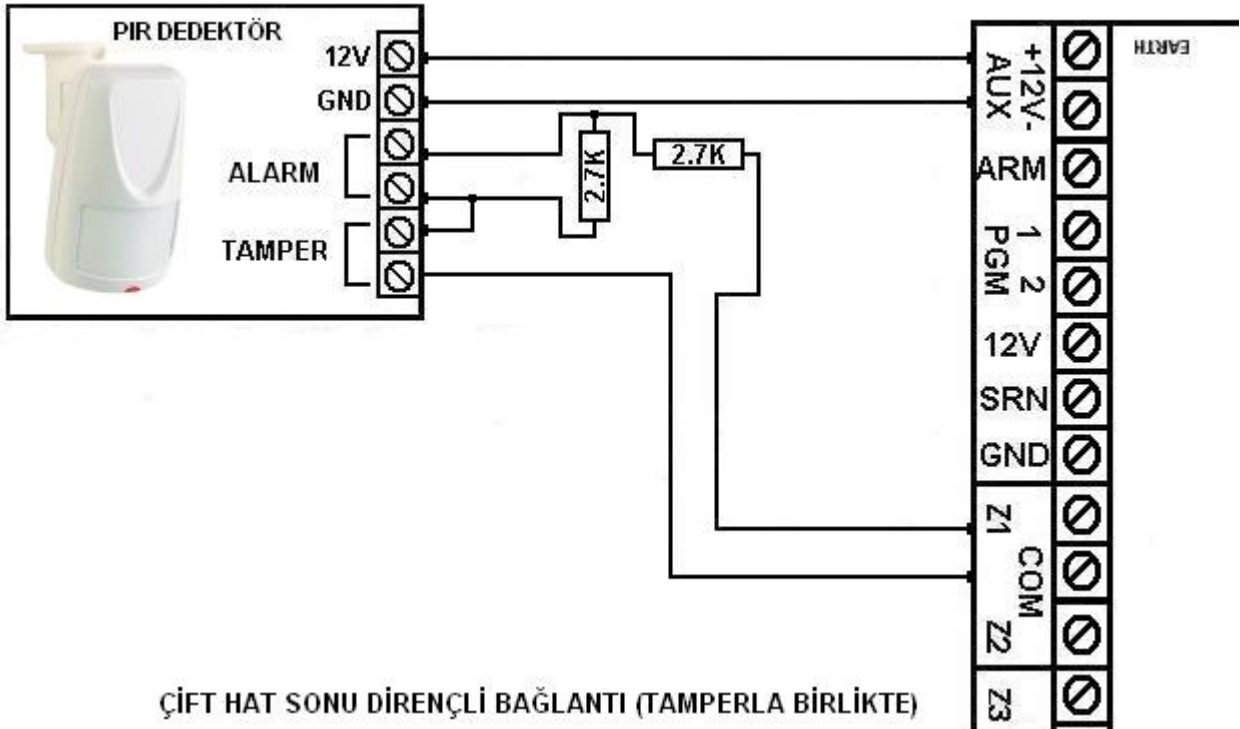 PIR DEDEKTÖR
12V
GND
ALARM
TAMPER
2.7K
2.7K
+12V-
AUX
EARTH
ARM
1 2
PGM
12V
SRN
GND
Z1
COM
Z2
Z3
ÇİFT HAT SONU DİRENÇLİ BAĞLANTI (TAMPERLA BİRLİKTE)